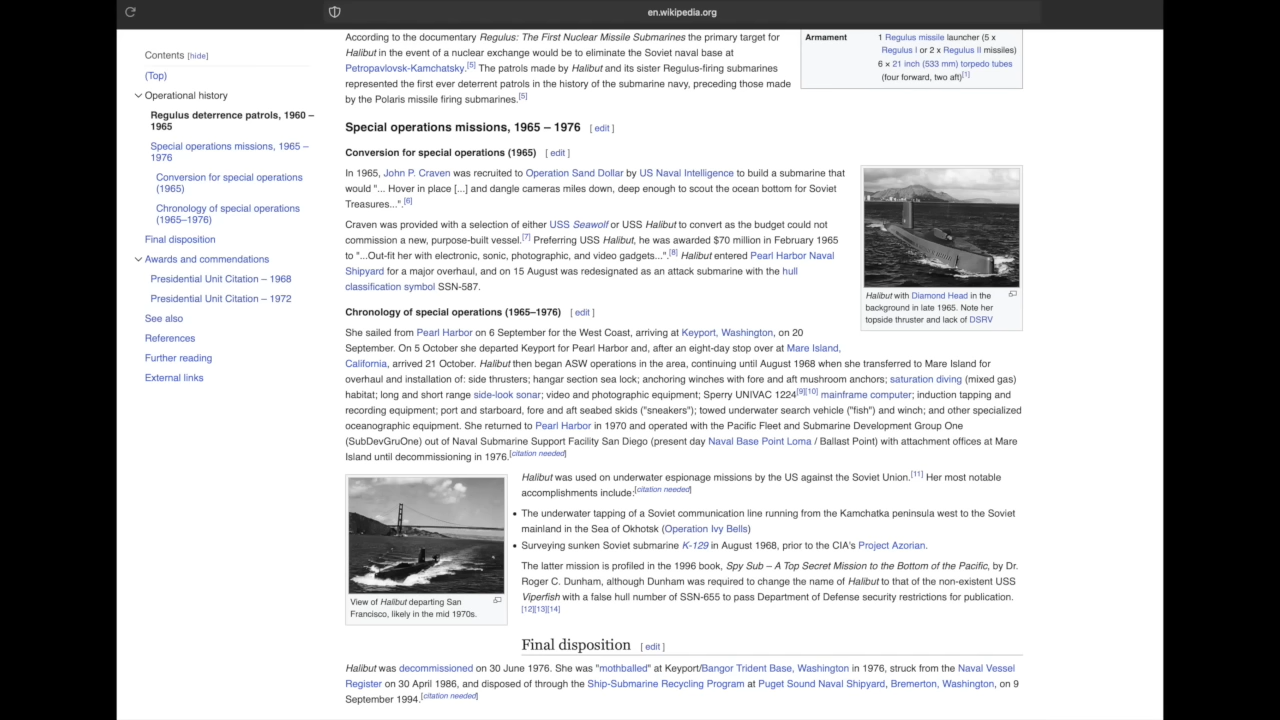 en.wikipedia.org
Contents [hide]
(Top)
Operational history
Regulus deterrence patrols, 1960 –
1965
Special operations missions, 1965 –
1976
Conversion for special operations
(1965)
Chronology of special operations
(1965–1976)
Final disposition
Awards and commendations
Presidential Unit Citation – 1968
Presidential Unit Citation – 1972
See also
References
Further reading
External links
According to the documentary Regulus: The First Nuclear Missile Submarines the primary target for
Halibut in the event of a nuclear exchange would be to eliminate the Soviet naval base at
Petropavlovsk-Kamchatsky.[5] The patrols made by Halibut and its sister Regulus-firing submarines
represented the first ever deterrent patrols in the history of the submarine navy, preceding those made
by the Polaris missile firing submarines.[5]
Armament
1 Regulus missile launcher (5 x
Regulus I or 2 x Regulus II missiles)
6 × 21 inch (533 mm) torpedo tubes
(four forward, two aft)[1]
Special operations missions, 1965 – 1976 [ edit ]
Conversion for special operations (1965) [ edit ]
In 1965, John P. Craven was recruited to Operation Sand Dollar by US Naval Intelligence to build a submarine that
would "... Hover in place [...] and dangle cameras miles down, deep enough to scout the ocean bottom for Soviet
Treasures...".[6]
Craven was provided with a selection of either USS Seawolf or USS Halibut to convert as the budget could not
commission a new, purpose-built vessel.[7] Preferring USS Halibut, he was awarded $70 million in February 1965
to "...Out-fit her with electronic, sonic, photographic, and video gadgets...".[8] Halibut entered Pearl Harbor Naval
Shipyard for a major overhaul, and on 15 August was redesignated as an attack submarine with the hull
classification symbol SSN-587.
Halibut with Diamond Head in the
background in late 1965. Note her
topside thruster and lack of DSRV
Chronology of special operations (1965–1976) [ edit ]
She sailed from Pearl Harbor on 6 September for the West Coast, arriving at Keyport, Washington, on 20
September. On 5 October she departed Keyport for Pearl Harbor and, after an eight-day stop over at Mare Island,
California, arrived 21 October. Halibut then began ASW operations in the area, continuing until August 1968 when she transferred to Mare Island for
overhaul and installation of: side thrusters; hangar section sea lock; anchoring winches with fore and aft mushroom anchors; saturation diving (mixed gas)
habitat; long and short range side-look sonar; video and photographic equipment; Sperry UNIVAC 1224[9][10] mainframe computer; induction tapping and
recording equipment; port and starboard, fore and aft seabed skids ("sneakers"); towed underwater search vehicle ("fish") and winch; and other specialized
oceanographic equipment. She returned to Pearl Harbor in 1970 and operated with the Pacific Fleet and Submarine Development Group One
(SubDevGruOne) out of Naval Submarine Support Facility San Diego (present day Naval Base Point Loma / Ballast Point) with attachment offices at Mare
Island until decommissioning in 1976.[citation needed]
View of Halibut departing San
Francisco, likely in the mid 1970s.
Halibut was used on underwater espionage missions by the US against the Soviet Union.[11] Her most notable
accomplishments include:[citation needed]
• The underwater tapping of a Soviet communication line running from the Kamchatka peninsula west to the Soviet
mainland in the Sea of Okhotsk (Operation Ivy Bells)
• Surveying sunken Soviet submarine K-129 in August 1968, prior to the CIA's Project Azorian.
The latter mission is profiled in the 1996 book, Spy Sub – A Top Secret Mission to the Bottom of the Pacific, by Dr.
Roger C. Dunham, although Dunham was required to change the name of Halibut to that of the non-existent USS
Viperfish with a false hull number of SSN-655 to pass Department of Defense security restrictions for publication.
[12][13][14]
Final disposition [ edit ]
Halibut was decommissioned on 30 June 1976. She was "mothballed" at Keyport/Bangor Trident Base, Washington in 1976, struck from the Naval Vessel
Register on 30 April 1986, and disposed of through the Ship-Submarine Recycling Program at Puget Sound Naval Shipyard, Bremerton, Washington, on 9
September 1994.[citation needed]